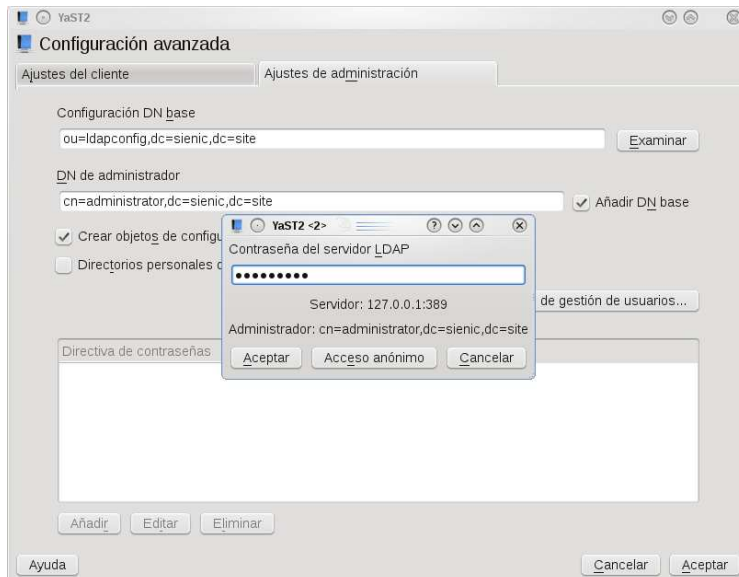 YaST2
Configuración avanzada
Ajustes del cliente
Ajustes de administración
Configuración DN base
ou=ldapconfig,dc=sienic,dc=site
Examinar
DN de administrador
cn=administrator,dc=sienic,dc=site
Añadir DN base
Crear objetos de configu
Directorios personales
de gestión de usuarios...
YaST2 <2>
Contraseña del servidor LDAP
•••••••••
Servidor: 127.0.0.1:389
Administrador: cn=administrator,dc=sienic,dc=site
Aceptar
Acceso anónimo
Cancelar
Directiva de contraseñas
Añadir
Editar
Eliminar
Ayuda
Cancelar
Aceptar